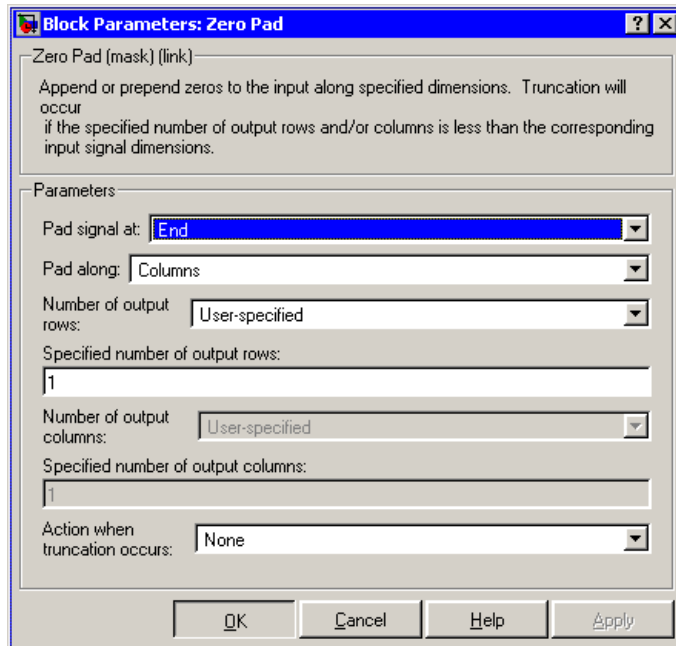 Block Parameters: Zero Pad
Zero Pad (mask) (link)
Append or prepend zeros to the input along specified dimensions. Truncation will
occur
if the specified number of output rows and/or columns is less than the corresponding
input signal dimensions.
Parameters
Pad signal at: End
Pad along: Columns
Number of output
rows:
User-specified
Specified number of output rows:
1
Number of output
columns:
User-specified
Specified number of output columns:
1
Action when
truncation occurs:
None
OK
Cancel
Help
Apply